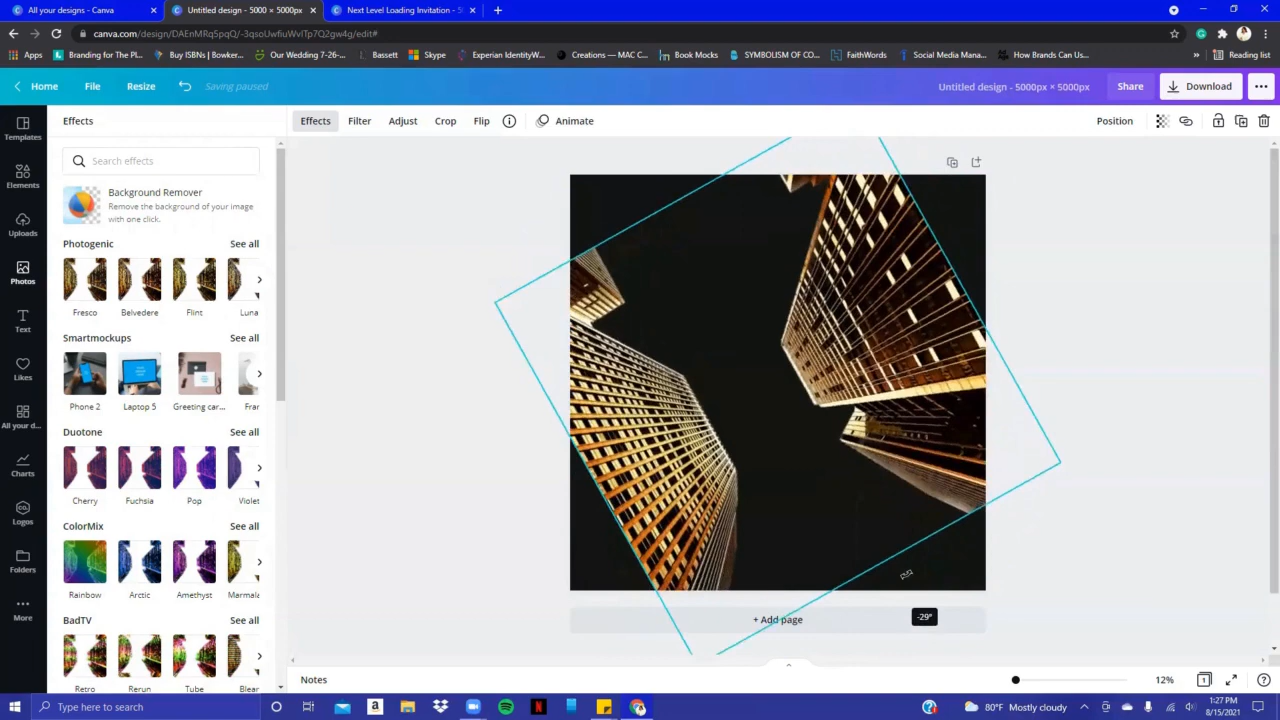 All your designs - Canva
Untitled design - 5000 × 5000px
Next Level Loading Invitation - 50
canva.com/design/DAEnMRq5pqQ/-3qsoUwfiuWvITp7Q2gw4g/edit#
Apps
Branding for The Pl...
Buy ISBNs | Bowker...
Our Wedding 7-26-...
Bassett
Skype
Experian IdentityW...
Creations — MAC C...
Book Mocks
SYMBOLISM OF CO...
FaithWords
Social Media Mana...
How Brands Can Us...
»
Reading list
Home
File
Resize
Saving paused
Untitled design - 5000px × 5000px
Share
Download
Effects
Effects
Filter
Adjust
Crop
Flip
Animate
Position
Templates
Elements
Uploads
Photos
Text
Likes
All your d...
Charts
Logos
Folders
More
Search effects
Background Remover
Remove the background of your image
with one click.
Photogenic
See all
Fresco
Belvedere
Flint
Luna
Smartmockups
See all
Phone 2
Laptop 5
Greeting car...
Fran
Duotone
See all
Cherry
Fuchsia
Pop
Violet
ColorMix
See all
Rainbow
Arctic
Amethyst
Marmala
BadTV
See all
Retro
Rerun
Tube
Blear
+ Add page
-29°
Notes
12%
1
Type here to search
80°F Mostly cloudy
1:27 PM
8/15/2021